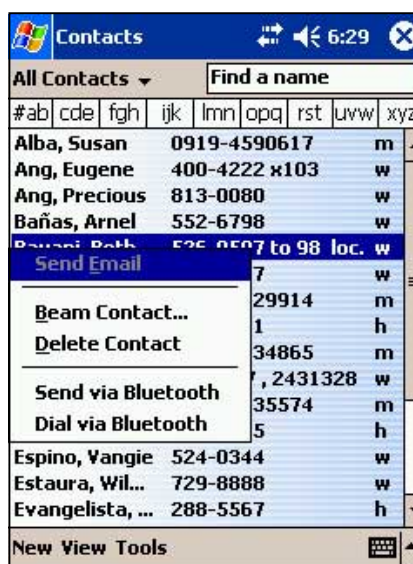 Contacts 6:29
All Contacts Find a name
#ab cde fgh ijk lmn opq rst uvw xyz
Alba, Susan 0919-4590617 m
Ang, Eugene 400-4222 x103 w
Ang, Precious 813-0080 w
Bañas, Arnel 552-6798 w
526-0597 to 98 loc. w
Send Email
7 w
29914 m
Beam Contact...
1 h
Delete Contact
34865 m
, 2431328 w
Send via Bluetooth
35574 m
Dial via Bluetooth
5 h
Espino, Vangie 524-0344 w
Estaura, Wil... 729-8888 w
Evangelista, ... 288-5567 h
New View Tools